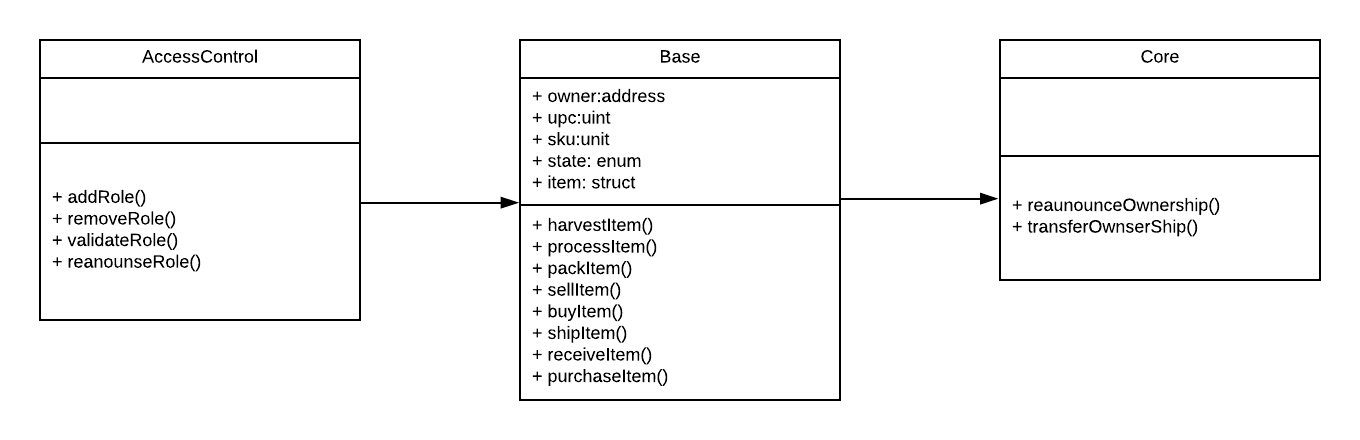 AccessControl
+ addRole()
+ removeRole()
+ validateRole()
+ reanounseRole()
Base
+ owner:address
+ upc:uint
+ sku:unit
+ state: enum
+ item: struct
+ harvestItem()
+ processItem()
+ packItem()
+ sellItem()
+ buyItem()
+ shipItem()
+ receiveItem()
+ purchaseItem()
Core
+ reaunounceOwnership()
+ transferOwnserShip()